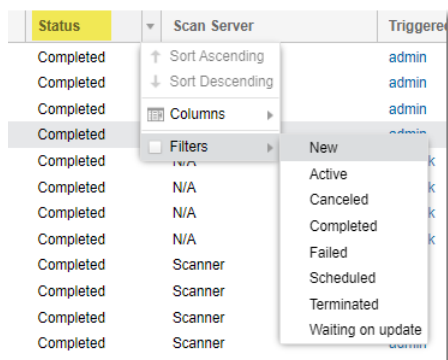 Status Scan Server Triggered
Completed Sort Ascending admin
Completed Sort Descending admin
Completed Columns admin
Completed admin
Filters New
Completed N/A k
Active
Completed N/A k
Canceled
Completed N/A k
Completed
Completed N/A k
Failed
Completed Scanner
Scheduled
Completed Scanner
Terminated
Completed Scanner
Waiting on update
Completed Scanner admin